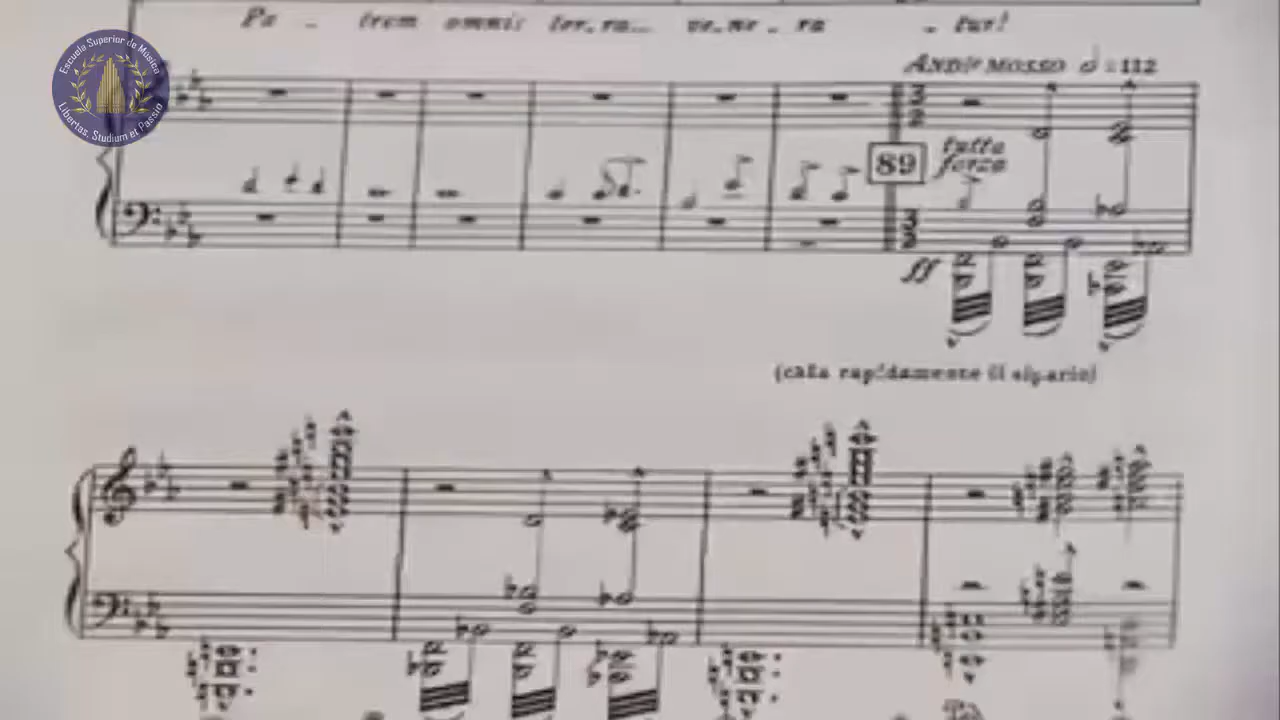 Escuela Superior de Música
Libertas, Studium et Passio
Pa - trem omnis ter-ra ve-ne-ra - tur!
ANDte MOSSO = 112
89
tutta
forza
ff
(cala rapidamente il sipario)